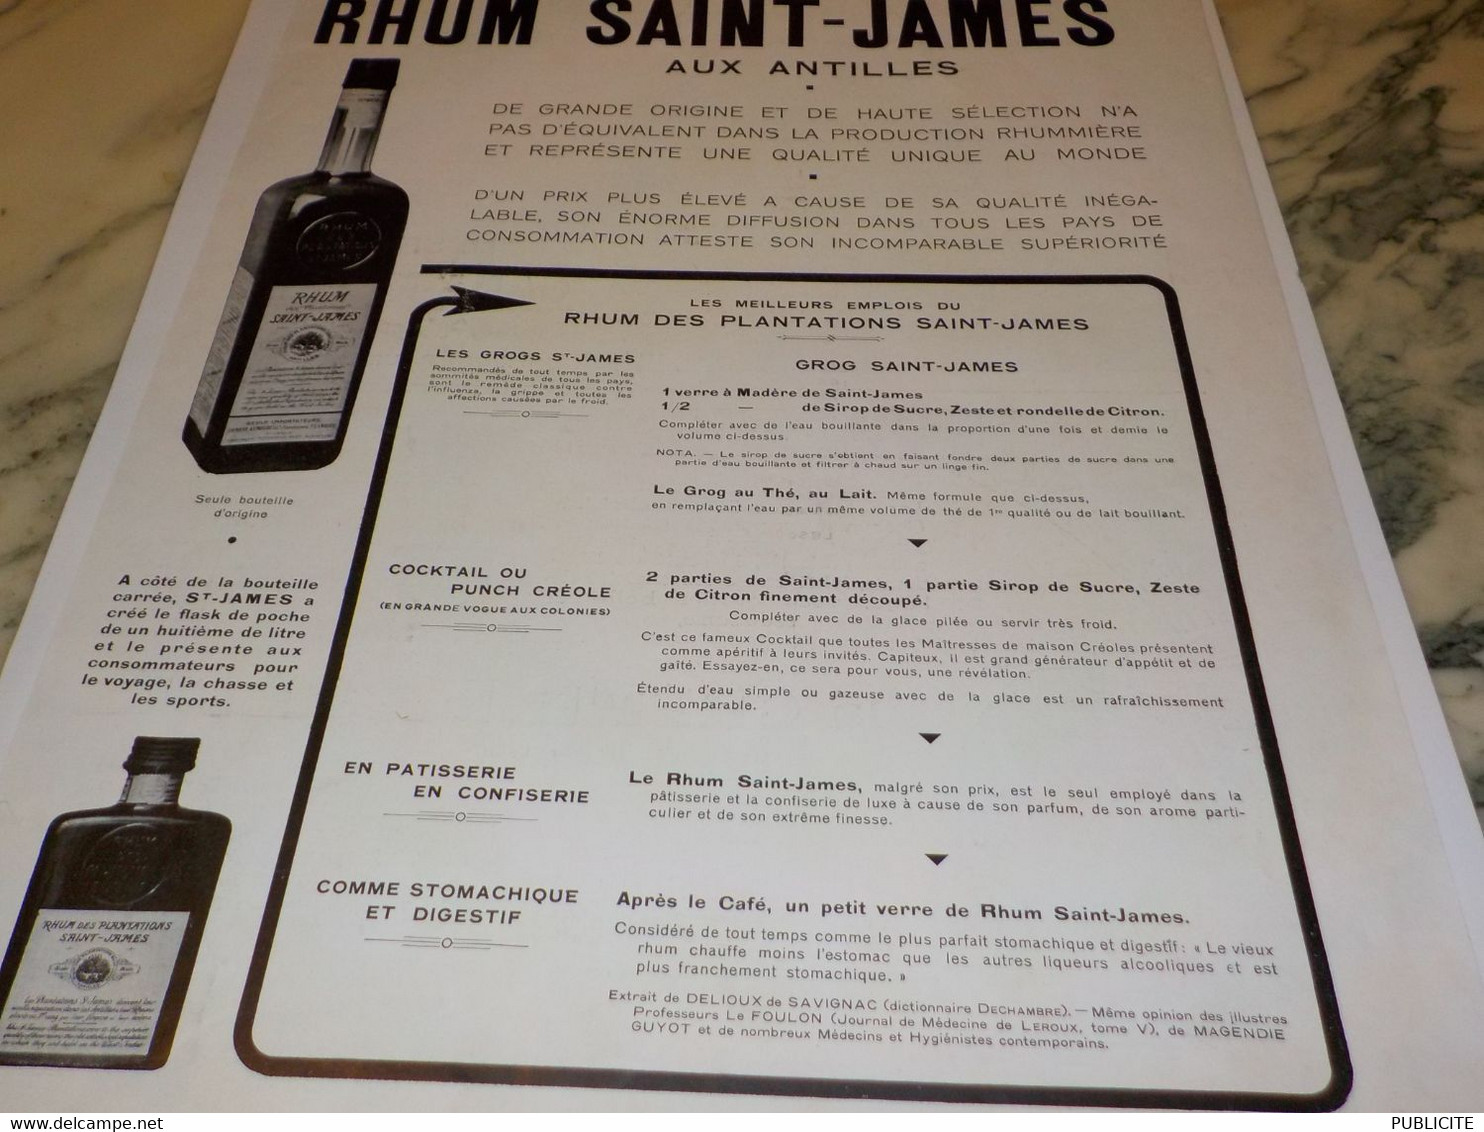 RHUM SAINT-JAMES
AUX ANTILLES
DE GRANDE ORIGINE ET DE HAUTE SÉLECTION N'A
PAS D'ÉQUIVALENT DANS LA PRODUCTION RHUMMIÈRE
ET REPRÉSENTE UNE QUALITÉ UNIQUE AU MONDE
D'UN PRIX PLUS ÉLEVÉ A CAUSE DE SA QUALITÉ INÉGA-
LABLE, SON ÉNORME DIFFUSION DANS TOUS LES PAYS DE
CONSOMMATION ATTESTE SON INCOMPARABLE SUPÉRIORITÉ
RHUM
SAINT-JAMES
Seule bouteille
d'origine
A côté de la bouteille
carrée, ST-JAMES a
créé le flask de poche
de un huitième de litre
et le présente aux
consommateurs pour
le voyage, la chasse et
les sports.
RHUM DES PLANTATIONS
SAINT-JAMES
LES MEILLEURS EMPLOIS DU
RHUM DES PLANTATIONS SAINT-JAMES
LES GROGS ST-JAMES
Recommandés de tout temps par les
sommités médicales de tous les pays,
sont le remède classique contre
l'influenza, la grippe et toutes les
affections causées par le froid.
GROG SAINT-JAMES
1 verre à Madère de Saint-James
1/2 — de Sirop de Sucre, Zeste et rondelle de Citron.
Compléter avec de l'eau bouillante dans la proportion d'une fois et demie le
volume ci-dessus
NOTA. — Le sirop de sucre s'obtient en faisant fondre deux parties de sucre dans une
partie d'eau bouillante et filtrer à chaud sur un linge fin.
Le Grog au Thé, au Lait. Même formule que ci-dessus,
en remplaçant l'eau par un même volume de thé de 1re qualité ou de lait bouillant.
COCKTAIL OU
PUNCH CRÉOLE
(EN GRANDE VOGUE AUX COLONIES)
2 parties de Saint-James, 1 partie Sirop de Sucre, Zeste
de Citron finement découpé.
Compléter avec de la glace pilée ou servir très froid.
C'est ce fameux Cocktail que toutes les Maîtresses de maison Créoles présentent
comme apéritif à leurs invités. Capiteux, il est grand générateur d'appétit et de
gaîté. Essayez-en, ce sera pour vous, une révélation.
Étendu d'eau simple ou gazeuse avec de la glace est un rafraîchissement
incomparable.
EN PATISSERIE
EN CONFISERIE
Le Rhum Saint-James, malgré son prix, est le seul employé dans la
pâtisserie et la confiserie de luxe à cause de son parfum, de son arome parti-
culier et de son extrême finesse.
COMME STOMACHIQUE
ET DIGESTIF
Après le Café, un petit verre de Rhum Saint-James.
Considéré de tout temps comme le plus parfait stomachique et digestif : « Le vieux
rhum chauffe moins l'estomac que les autres liqueurs alcooliques et est
plus franchement stomachique. »
Extrait de DELIOUX de SAVIGNAC (dictionnaire DECHAMBRE). — Même opinion des illustres
Professeurs LE FOULON (Journal de Médecine de LEROUX, tome V), de MAGENDIE
GUYOT et de nombreux Médecins et Hygiénistes contemporains.
PUBLICITE